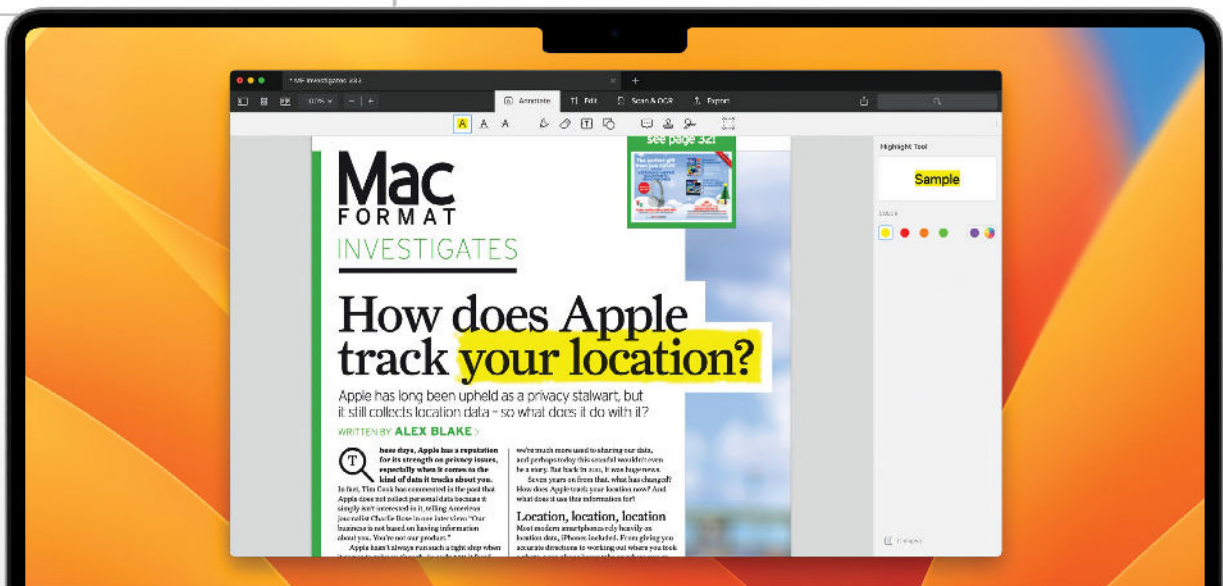 * MF Investigates 333
100%
Annotate
Edit
Scan & OCR
Export
A A A
T
see page 32!
The perfect gift
Highlight Tool
Sample
COLOR
Mac
FORMAT
INVESTIGATES
How does Apple
track your location?
Apple has long been upheld as a privacy stalwart, but
it still collects location data – so what does it do with it?
WRITTEN BY ALEX BLAKE >
These days, Apple has a reputation
for its strength on privacy issues,
especially when it comes to the
kind of data it tracks about you.
In fact, Tim Cook has commented in the past that
Apple does not collect personal data because it
simply isn't interested in it, telling American
journalist Charlie Rose in one interview: "Our
business is not based on having information
about you. You're not our product."
Apple hasn't always run such a tight ship when
we're much more used to sharing our data,
and perhaps today this scandal wouldn't even
be a story. But back in 2011, it was huge news.
Seven years on from that, what has changed?
How does Apple track your location now? And
what does it use this information for?
Location, location, location
Most modern smartphones rely heavily on
location data, iPhones included. From giving you
accurate directions to working out where you took